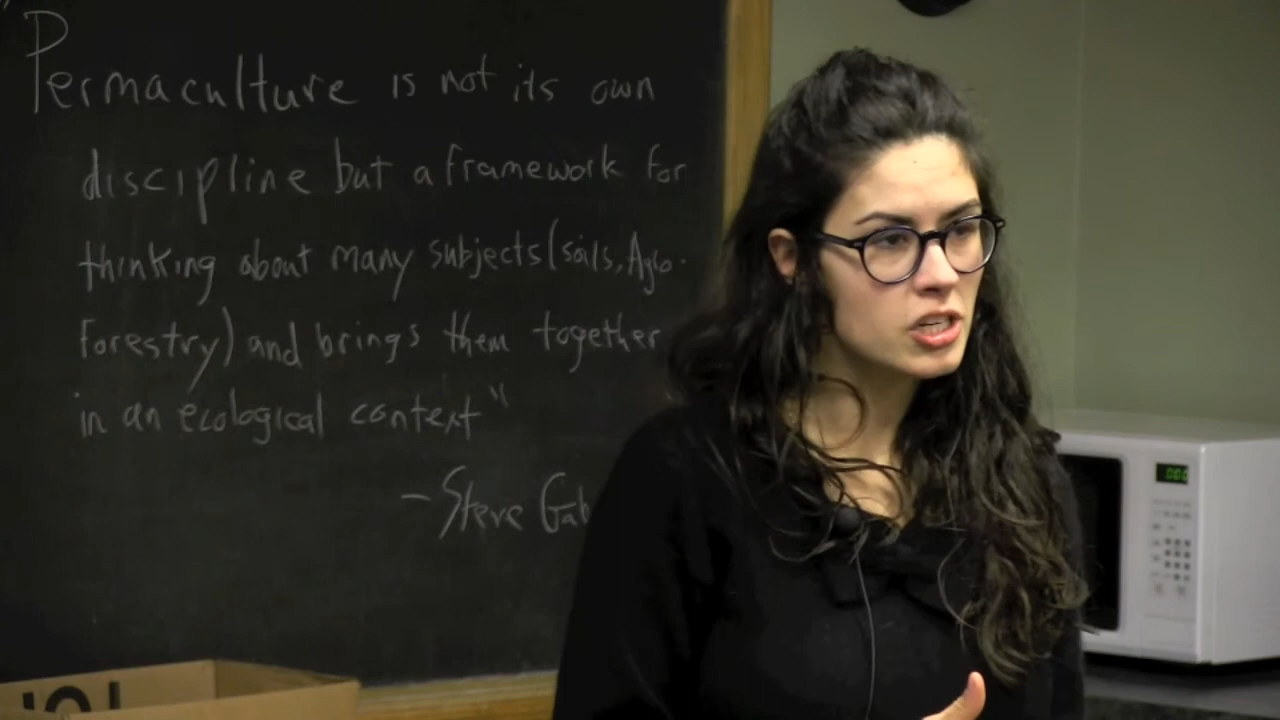 "Permaculture is not its own
discipline but a framework for
thinking about many subjects (soils, Agro-
forestry) and brings them together
in an ecological context"
- Steve Gab